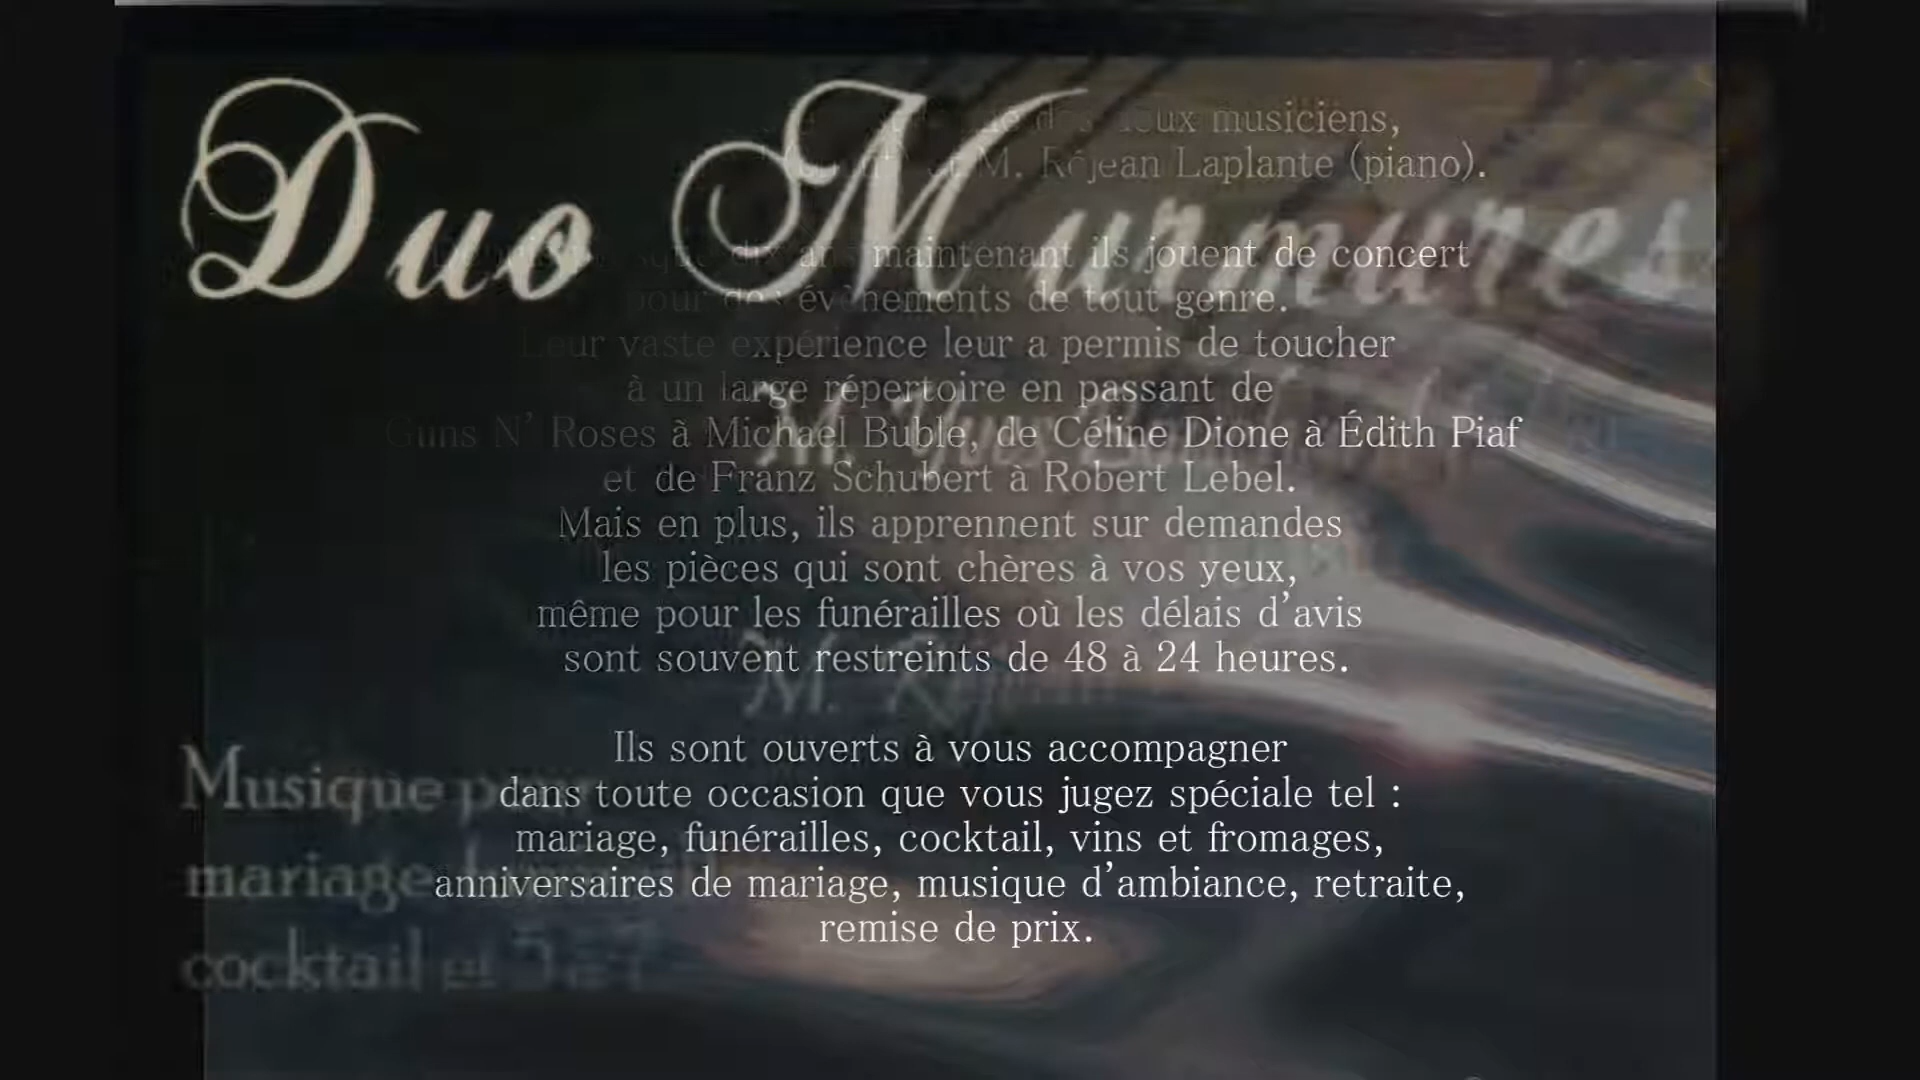 Duo Murmures
musiciens,
M. Réjean Laplante (piano).
maintenant ils jouent de concert
pour des évènements de tout genre.
Leur vaste expérience leur a permis de toucher
à un large répertoire en passant de
Guns N' Roses à Michael Buble, de Céline Dione à Édith Piaf
et de Franz Schubert à Robert Lebel.
Mais en plus, ils apprennent sur demandes
les pièces qui sont chères à vos yeux,
même pour les funérailles où les délais d'avis
sont souvent restreints de 48 à 24 heures.
M. Réjean
Ils sont ouverts à vous accompagner
dans toute occasion que vous jugez spéciale tel :
mariage, funérailles, cocktail, vins et fromages,
anniversaires de mariage, musique d'ambiance, retraite,
remise de prix.
Musique
mariage
cocktail et 5 à 7